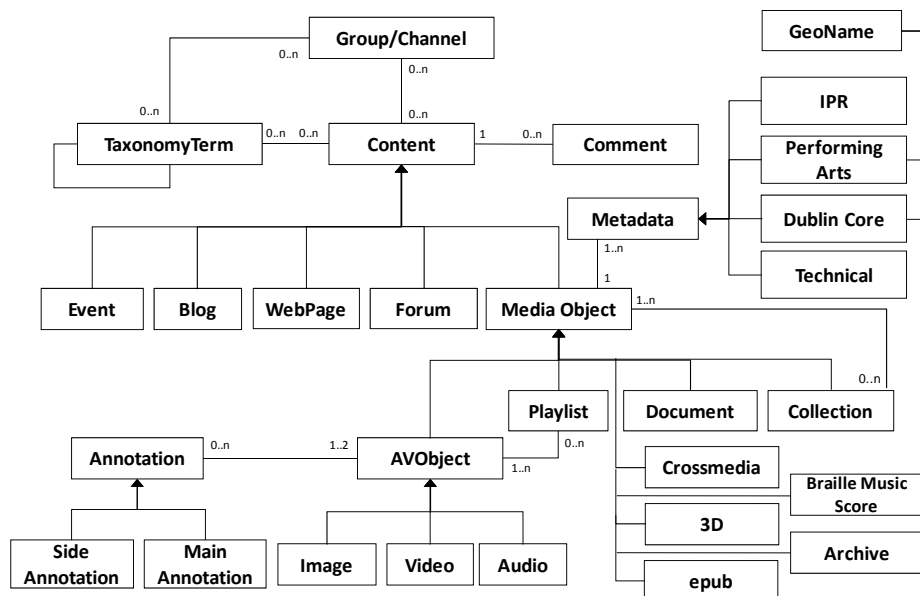 Group/Channel
GeoName
0..n
0..n
IPR
0..n
0..n
TaxonomyTerm
0..n
0..n
Content
1
0..n
Comment
Performing
Arts
Metadata
Dublin Core
1..n
Technical
1
Event
Blog
WebPage
Forum
Media Object
1..n
0..n
Playlist
Document
Collection
0..n
Annotation
0..n
1..2
AVObject
1..n
Crossmedia
Braille Music
Score
3D
Side
Annotation
Main
Annotation
Image
Video
Audio
Archive
epub